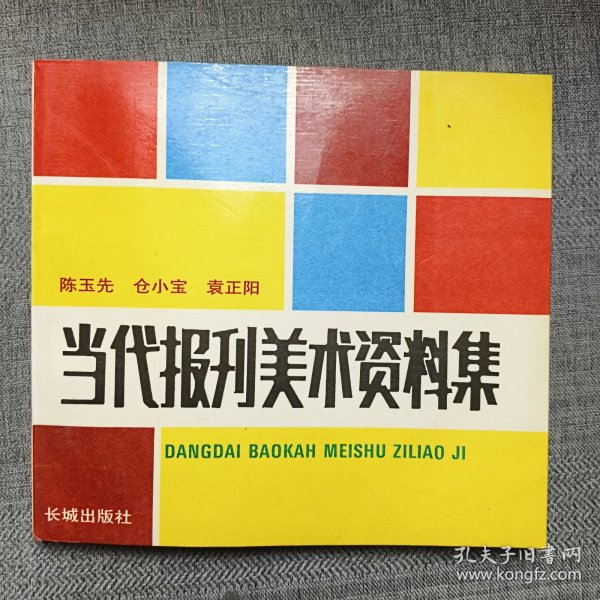 陈玉先 仓小宝 袁正阳
当代报刊美术资料集
DANGDAI BAOKAH MEISHU ZILIAO JI
长城出版社
孔夫子旧书网
www.kongfz.com